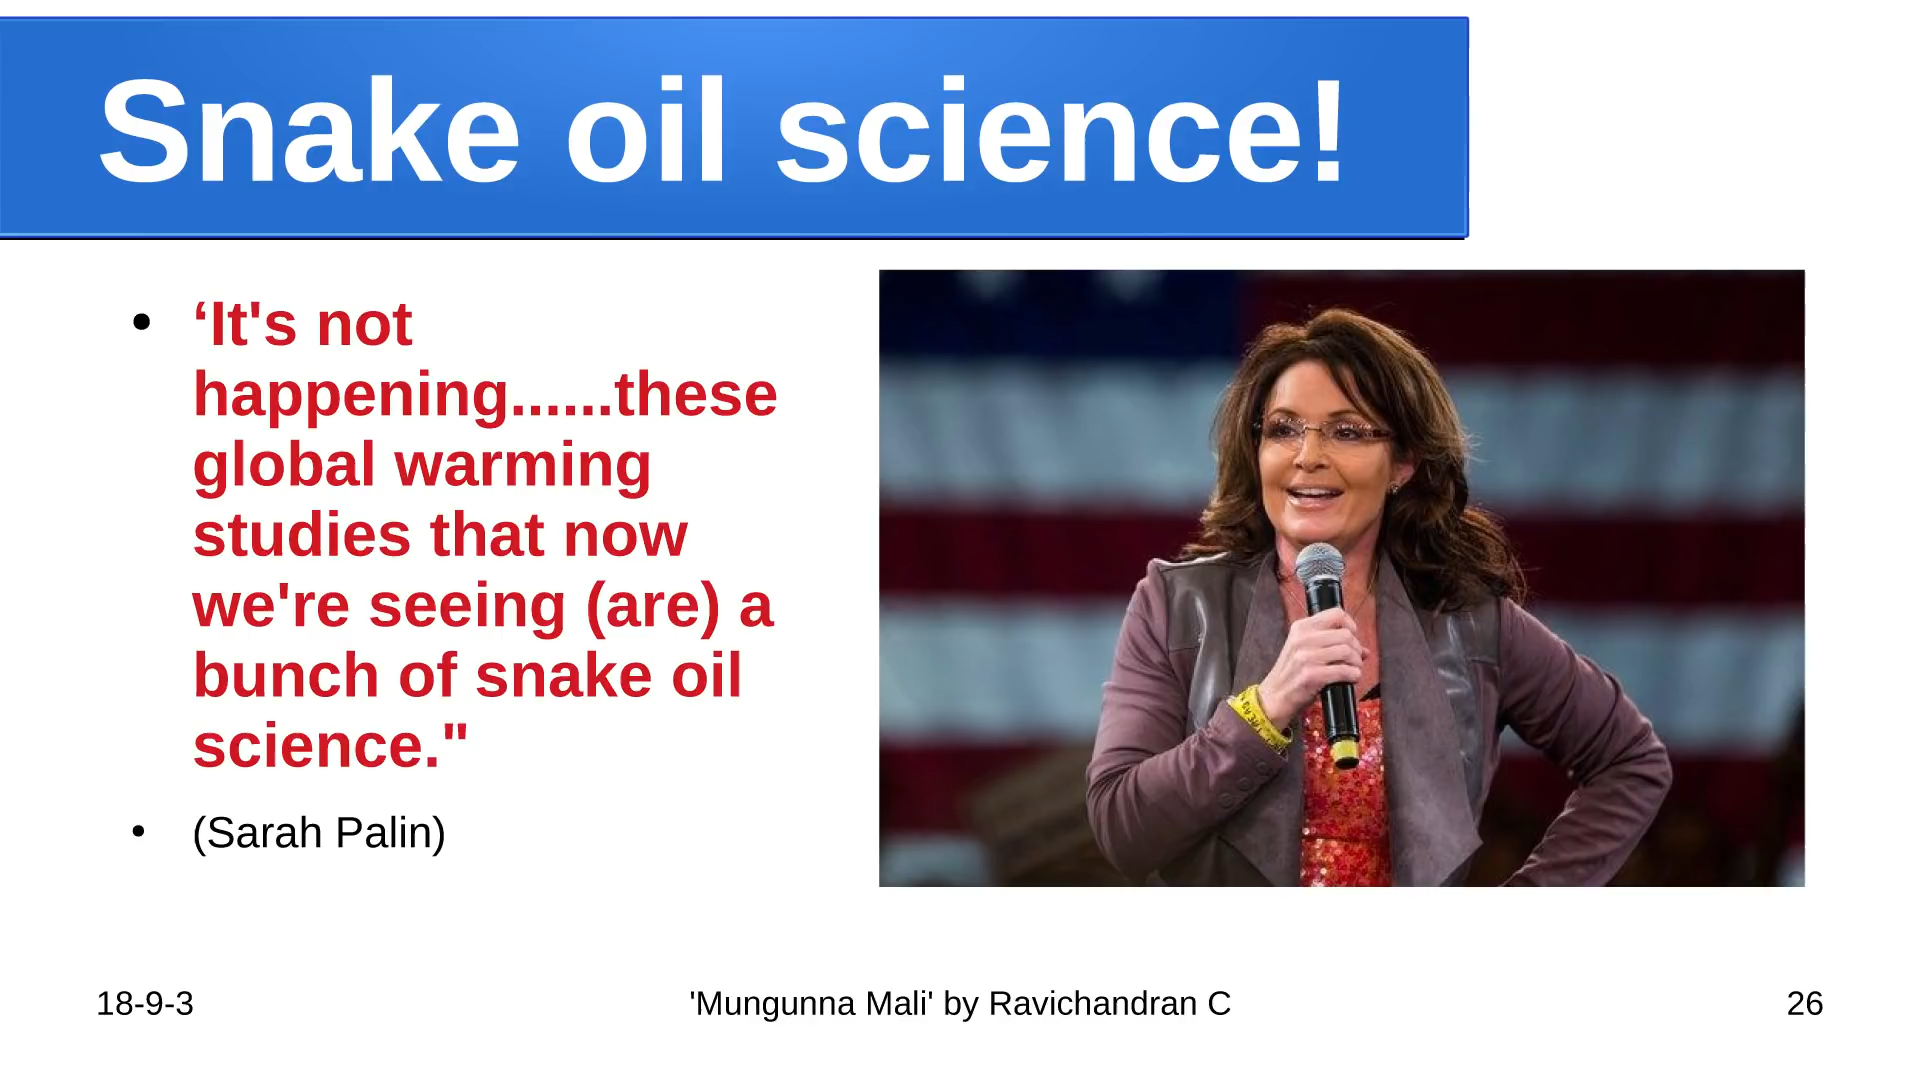 Snake oil science!
• ‘It's not
happening......these
global warming
studies that now
we're seeing (are) a
bunch of snake oil
science."
• (Sarah Palin)
18-9-3
'Mungunna Mali' by Ravichandran C
26